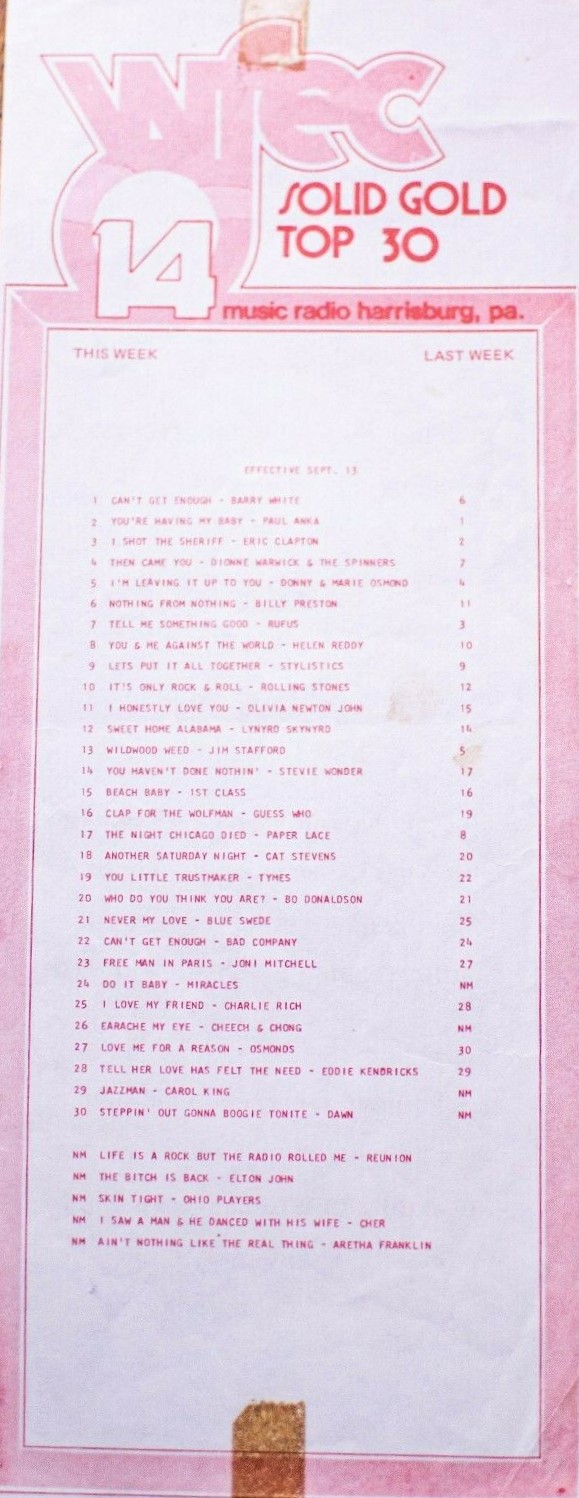 wfec
14
SOLID GOLD
TOP 30
music radio harrisburg, pa.
THIS WEEK LAST WEEK
EFFECTIVE SEPT. 13
1 CAN'T GET ENOUGH - BARRY WHITE 6
2 YOU'RE HAVING MY BABY - PAUL ANKA 1
3 I SHOT THE SHERIFF - ERIC CLAPTON 2
4 THEN CAME YOU - DIONNE WARWICK & THE SPINNERS 7
5 I'M LEAVING IT UP TO YOU - DONNY & MARIE OSMOND 4
6 NOTHING FROM NOTHING - BILLY PRESTON 11
7 TELL ME SOMETHING GOOD - RUFUS 3
8 YOU & ME AGAINST THE WORLD - HELEN REDDY 10
9 LETS PUT IT ALL TOGETHER - STYLISTICS 9
10 IT'S ONLY ROCK & ROLL - ROLLING STONES 12
11 I HONESTLY LOVE YOU - OLIVIA NEWTON JOHN 15
12 SWEET HOME ALABAMA - LYNYRD SKYNYRD 14
13 WILDWOOD WEED - JIM STAFFORD 5
14 YOU HAVEN'T DONE NOTHIN' - STEVIE WONDER 17
15 BEACH BABY - 1ST CLASS 16
16 CLAP FOR THE WOLFMAN - GUESS WHO 19
17 THE NIGHT CHICAGO DIED - PAPER LACE 8
18 ANOTHER SATURDAY NIGHT - CAT STEVENS 20
19 YOU LITTLE TRUSTMAKER - TYMES 22
20 WHO DO YOU THINK YOU ARE? - BO DONALDSON 21
21 NEVER MY LOVE - BLUE SWEDE 25
22 CAN'T GET ENOUGH - BAD COMPANY 24
23 FREE MAN IN PARIS - JONI MITCHELL 27
24 DO IT BABY - MIRACLES NM
25 I LOVE MY FRIEND - CHARLIE RICH 28
26 EARACHE MY EYE - CHEECH & CHONG NM
27 LOVE ME FOR A REASON - OSMONDS 30
28 TELL HER LOVE HAS FELT THE NEED - EDDIE KENDRICKS 29
29 JAZZMAN - CAROL KING NM
30 STEPPIN' OUT GONNA BOOGIE TONITE - DAWN NM
NM LIFE IS A ROCK BUT THE RADIO ROLLED ME - REUNION
NM THE BITCH IS BACK - ELTON JOHN
NM SKIN TIGHT - OHIO PLAYERS
NM I SAW A MAN & HE DANCED WITH HIS WIFE - CHER
NM AIN'T NOTHING LIKE THE REAL THING - ARETHA FRANKLIN